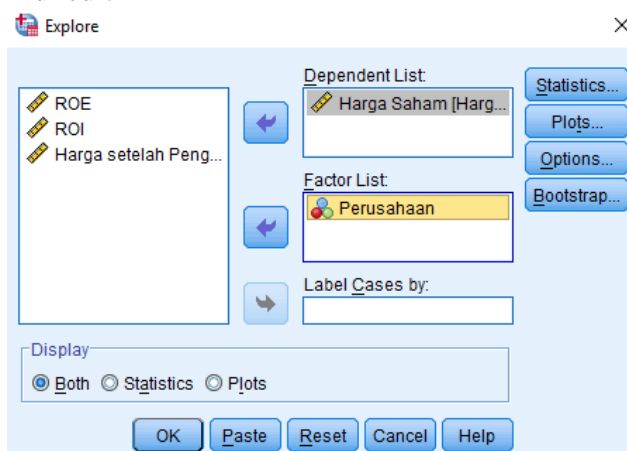 Explore
Dependent List:
Statistics...
ROE
Harga Saham [Harg...
ROI
Plots...
Harga setelah Peng...
Options...
Factor List:
Bootstrap...
Perusahaan
Label Cases by:
Display
Both Statistics Plots
OK Paste Reset Cancel Help